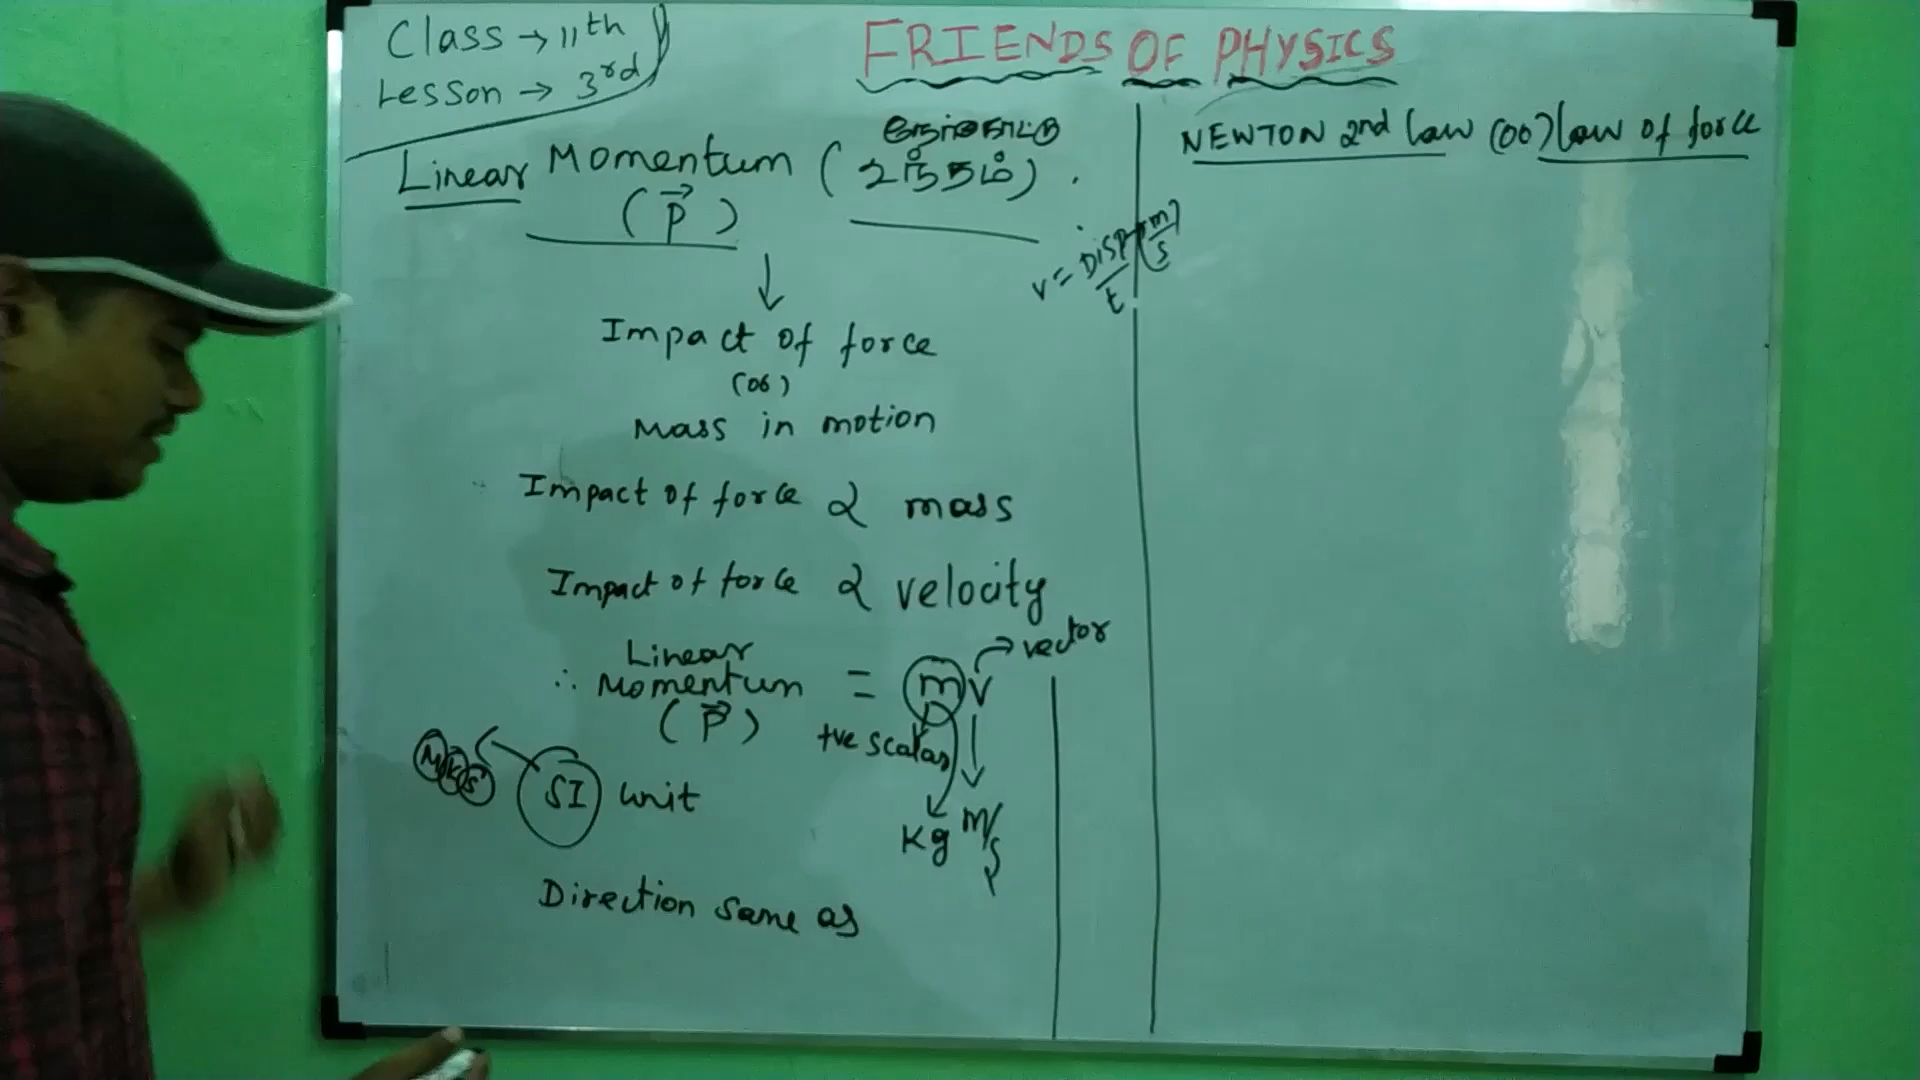 Class → 11th
Lesson → 3rd
FRIENDS OF PHYSICS
Linear Momentum (நேர்கோட்டு உந்தம்).
(p⃗)
↓
Impact of force
(or)
Mass in motion
Impact of force α mass
Impact of force α velocity
∴ Linear Momentum = mv → vector
(p⃗)
+ve scalar
MKS
SI unit
Kg m/s
Direction same as
v = Disp/t (m/s)
NEWTON 2nd law (or) law of force